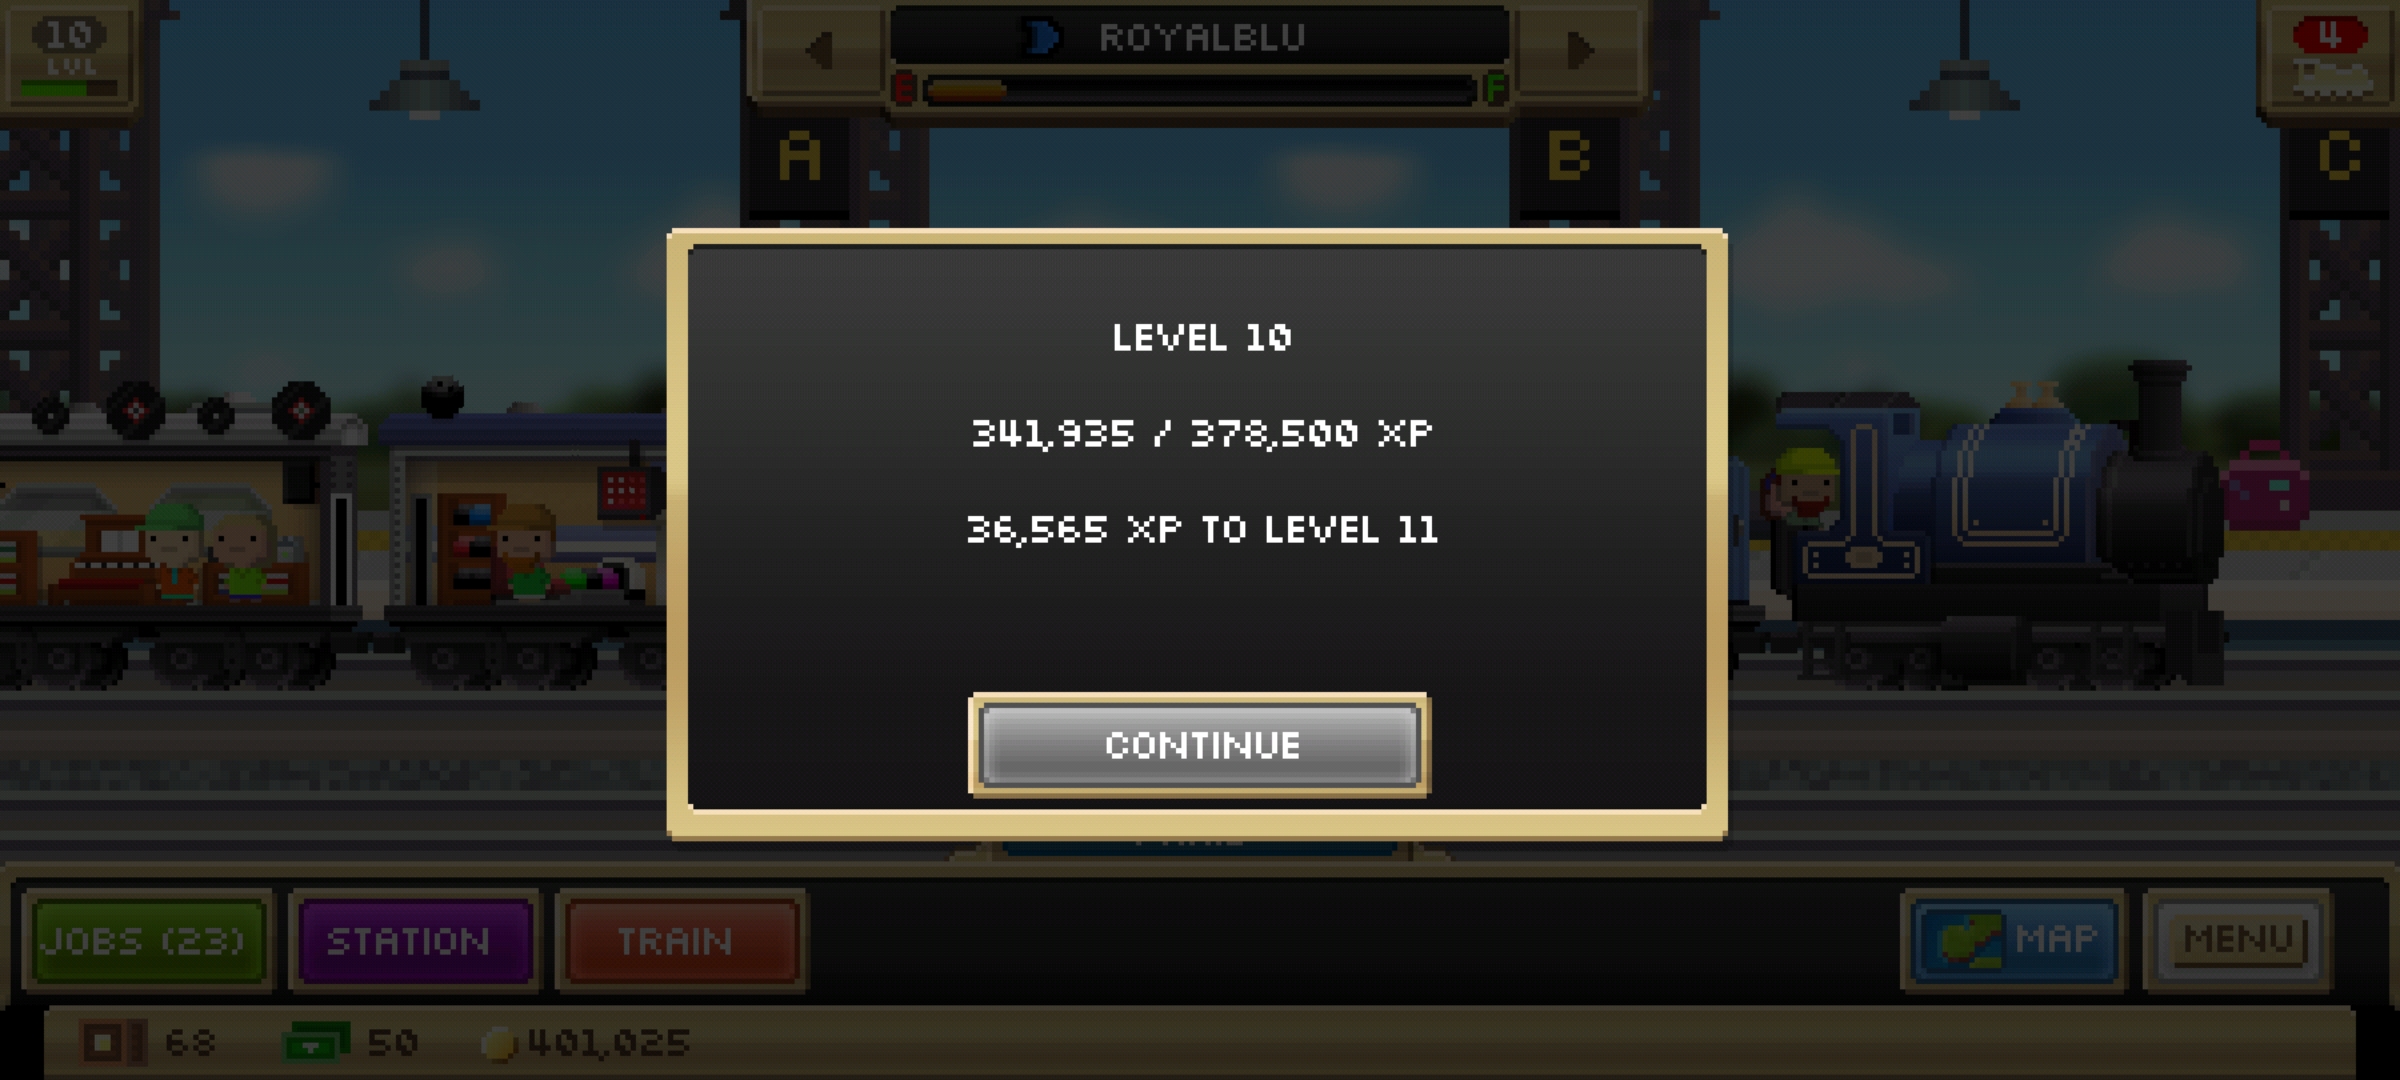 10
LVL
ROYALBLU
E
F
4
A
B
C
LEVEL 10
341,935 / 378,500 XP
36,565 XP TO LEVEL 11
CONTINUE
JOBS (23)
STATION
TRAIN
MAP
MENU
68
50
401,025